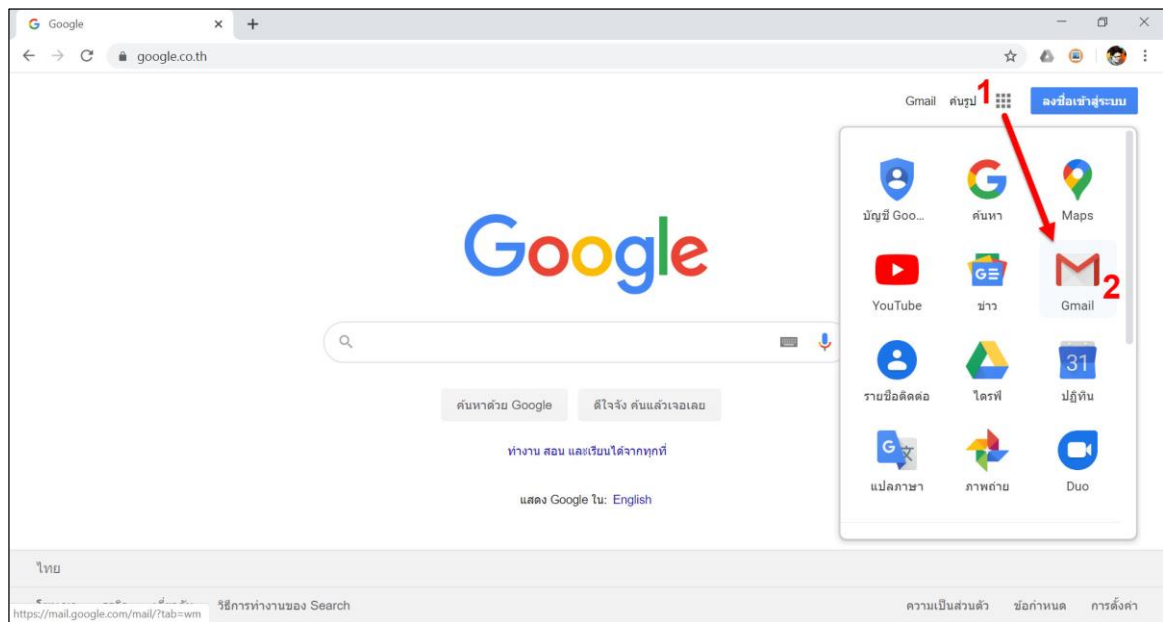 Google
google.co.th
Gmail ค้นรูป 1 ลงชื่อเข้าสู่ระบบ
บัญชี Goo... ค้นหา Maps
Google
2
YouTube ข่าว Gmail
31
รายชื่อติดต่อ ไดรฟ์ ปฏิทิน
ค้นหาด้วย Google ดีใจจัง ค้นแล้วเจอเลย
ทำงาน สอน และเรียนได้จากทุกที่
แปลภาษา ภาพถ่าย Duo
แสดง Google ใน: English
ไทย
วิธีการทำงานของ Search ความเป็นส่วนตัว ข้อกำหนด การตั้งค่า
https://mail.google.com/mail/?tab=wm